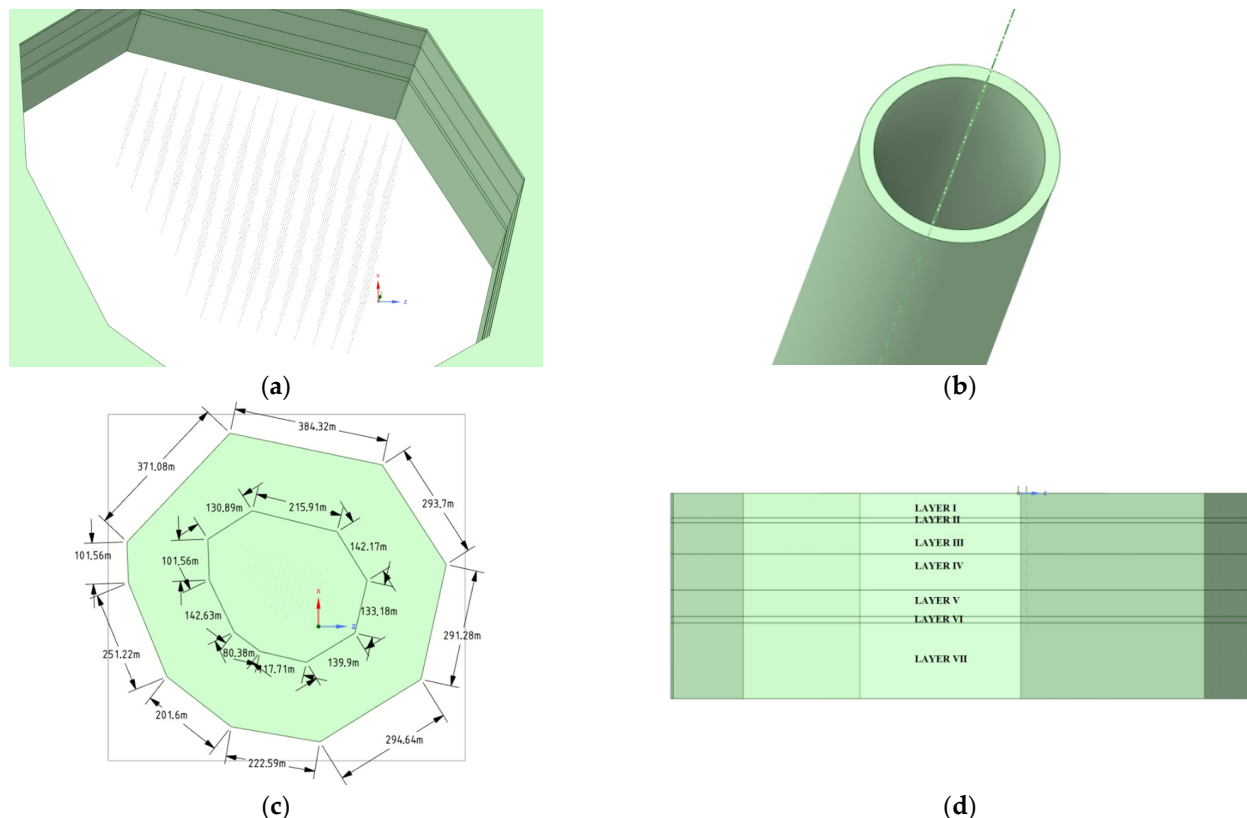 X
Z
(a)
(b)
384.32m
371.08m
293.7m
130.89m
215.91m
142.17m
101.56m
101.56m
142.63m
133.18m
251.22m
291.28m
80.38m
139.9m
201.6m
294.64m
222.59m
X
Z
(c)
Z
LAYER I
LAYER II
LAYER III
LAYER IV
LAYER V
LAYER VI
LAYER VII
(d)